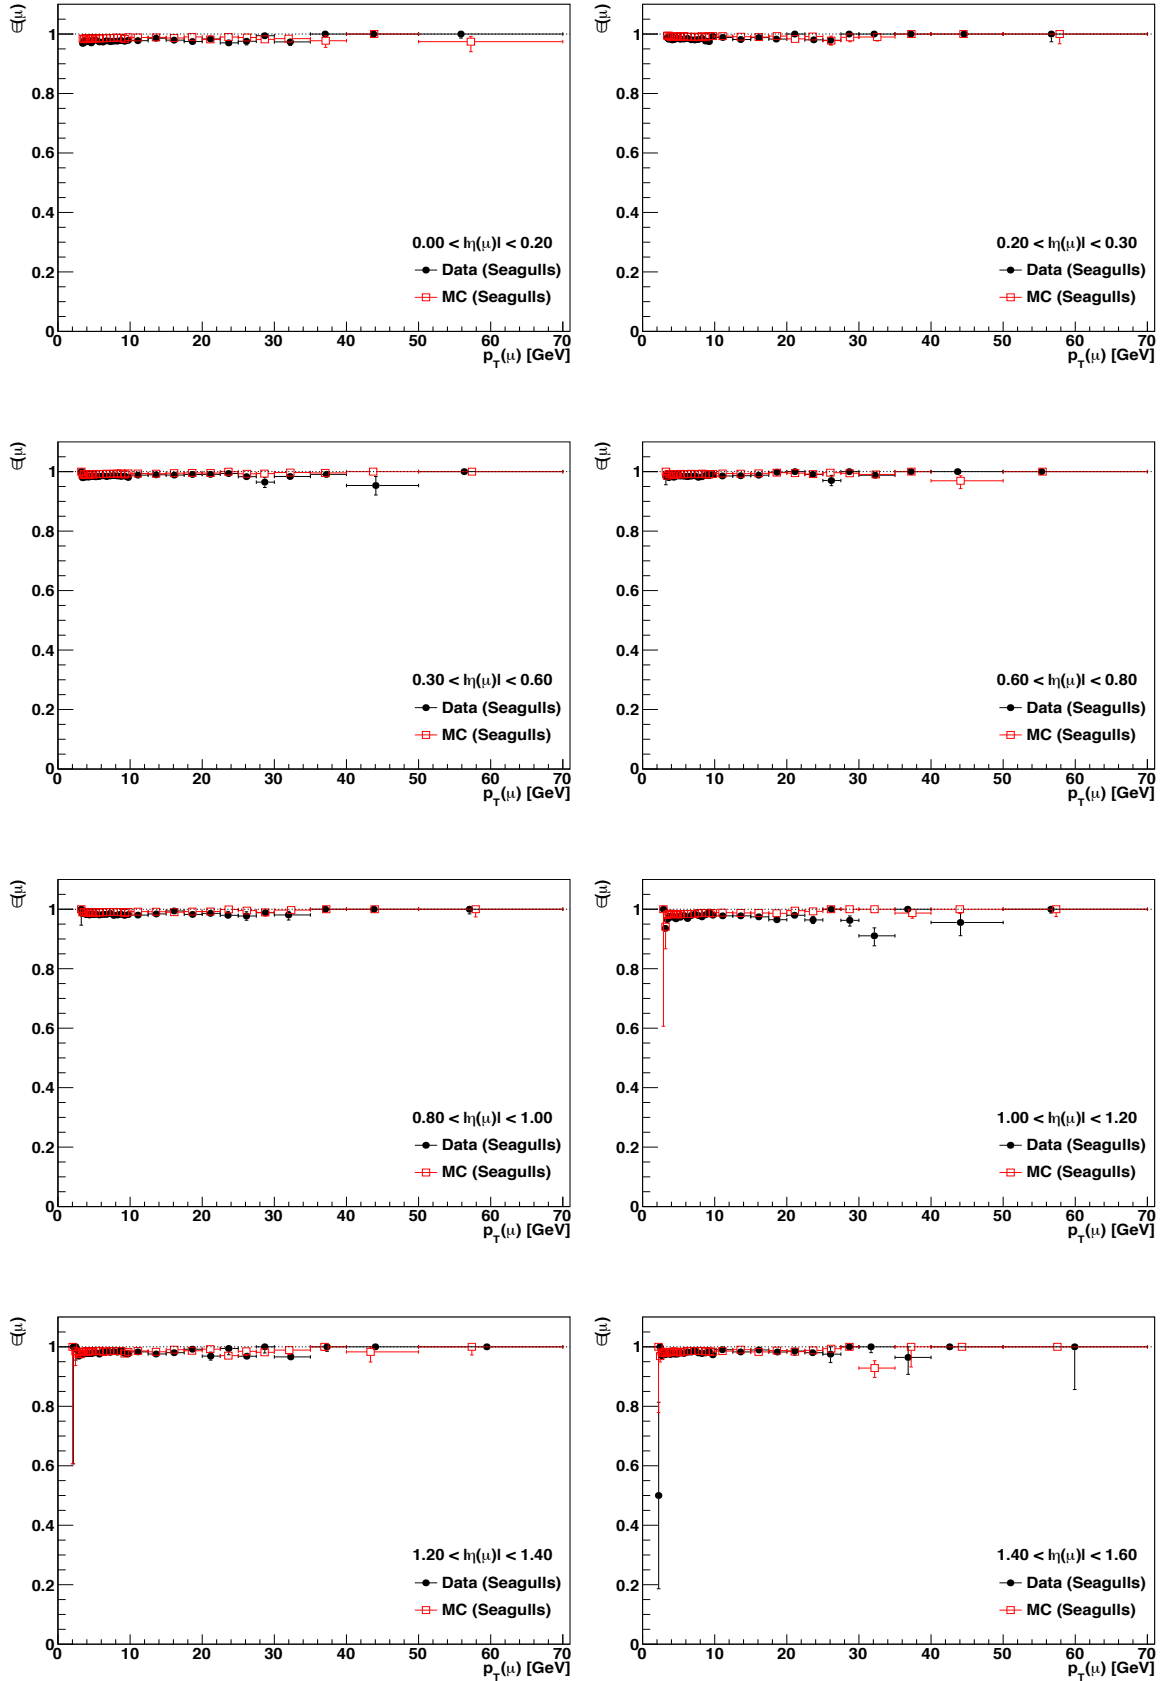 ∈(μ)
1
0.8
0.6
0.4
0.2
0
0 10 20 30 40 50 60 70
p_T(μ) [GeV]
0.00 < |η(μ)| < 0.20
Data (Seagulls)
MC (Seagulls)
∈(μ)
1
0.8
0.6
0.4
0.2
0
0 10 20 30 40 50 60 70
p_T(μ) [GeV]
0.20 < |η(μ)| < 0.30
Data (Seagulls)
MC (Seagulls)
∈(μ)
1
0.8
0.6
0.4
0.2
0
0 10 20 30 40 50 60 70
p_T(μ) [GeV]
0.30 < |η(μ)| < 0.60
Data (Seagulls)
MC (Seagulls)
∈(μ)
1
0.8
0.6
0.4
0.2
0
0 10 20 30 40 50 60 70
p_T(μ) [GeV]
0.60 < |η(μ)| < 0.80
Data (Seagulls)
MC (Seagulls)
∈(μ)
1
0.8
0.6
0.4
0.2
0
0 10 20 30 40 50 60 70
p_T(μ) [GeV]
0.80 < |η(μ)| < 1.00
Data (Seagulls)
MC (Seagulls)
∈(μ)
1
0.8
0.6
0.4
0.2
0
0 10 20 30 40 50 60 70
p_T(μ) [GeV]
1.00 < |η(μ)| < 1.20
Data (Seagulls)
MC (Seagulls)
∈(μ)
1
0.8
0.6
0.4
0.2
0
0 10 20 30 40 50 60 70
p_T(μ) [GeV]
1.20 < |η(μ)| < 1.40
Data (Seagulls)
MC (Seagulls)
∈(μ)
1
0.8
0.6
0.4
0.2
0
0 10 20 30 40 50 60 70
p_T(μ) [GeV]
1.40 < |η(μ)| < 1.60
Data (Seagulls)
MC (Seagulls)